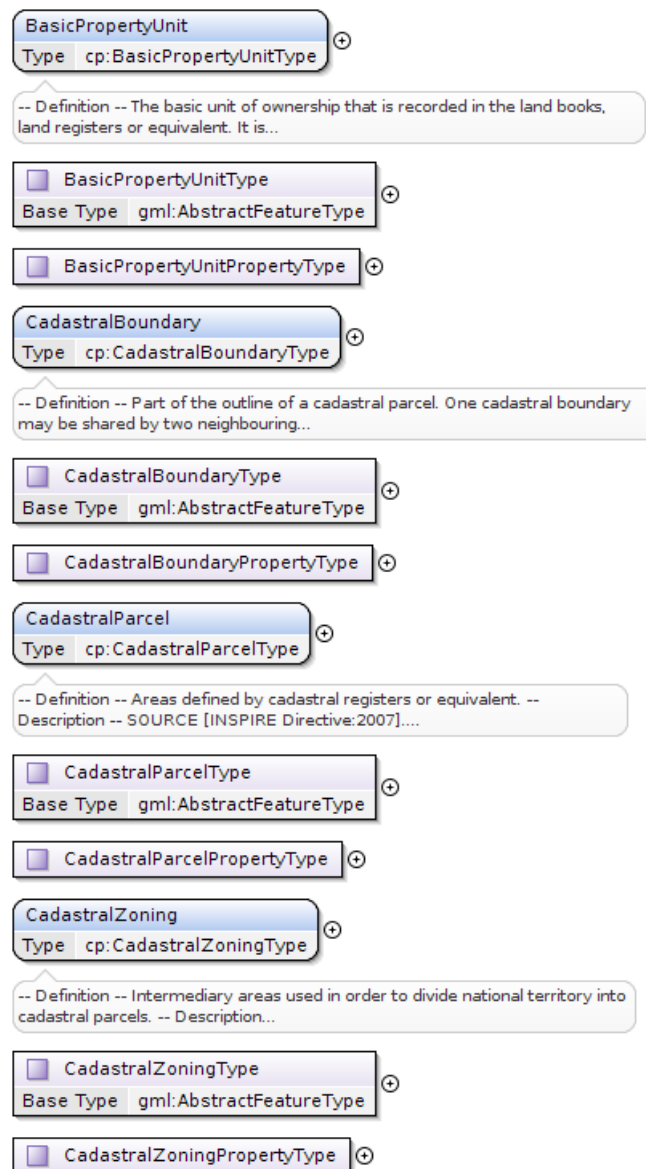 BasicPropertyUnit
Type cp:BasicPropertyUnitType
-- Definition -- The basic unit of ownership that is recorded in the land books,
land registers or equivalent. It is...
BasicPropertyUnitType
Base Type gml:AbstractFeatureType
BasicPropertyUnitPropertyType
CadastralBoundary
Type cp:CadastralBoundaryType
-- Definition -- Part of the outline of a cadastral parcel. One cadastral boundary
may be shared by two neighbouring...
CadastralBoundaryType
Base Type gml:AbstractFeatureType
CadastralBoundaryPropertyType
CadastralParcel
Type cp:CadastralParcelType
-- Definition -- Areas defined by cadastral registers or equivalent. --
Description -- SOURCE [INSPIRE Directive:2007]....
CadastralParcelType
Base Type gml:AbstractFeatureType
CadastralParcelPropertyType
CadastralZoning
Type cp:CadastralZoningType
-- Definition -- Intermediary areas used in order to divide national territory into
cadastral parcels. -- Description...
CadastralZoningType
Base Type gml:AbstractFeatureType
CadastralZoningPropertyType